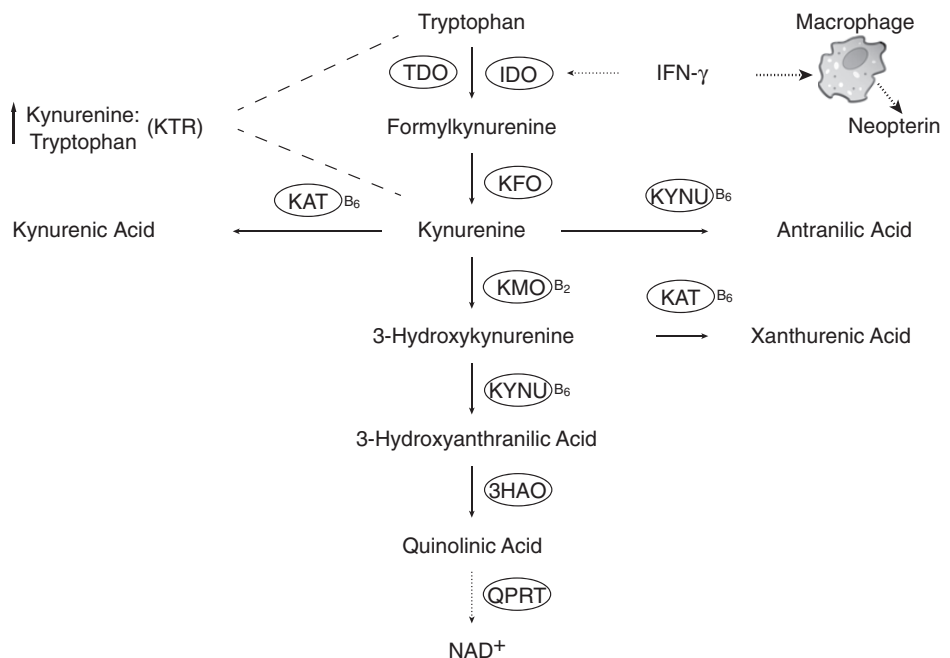 Tryptophan
Macrophage
TDO
IDO
IFN-γ
Kynurenine:
Tryptophan
(KTR)
Formylkynurenine
Neopterin
KFO
KAT B6
KYNU B6
Kynurenic Acid
Kynurenine
Antranilic Acid
KMO B2
KAT B6
3-Hydroxykynurenine
Xanthurenic Acid
KYNU B6
3-Hydroxyanthranilic Acid
3HAO
Quinolinic Acid
QPRT
NAD+